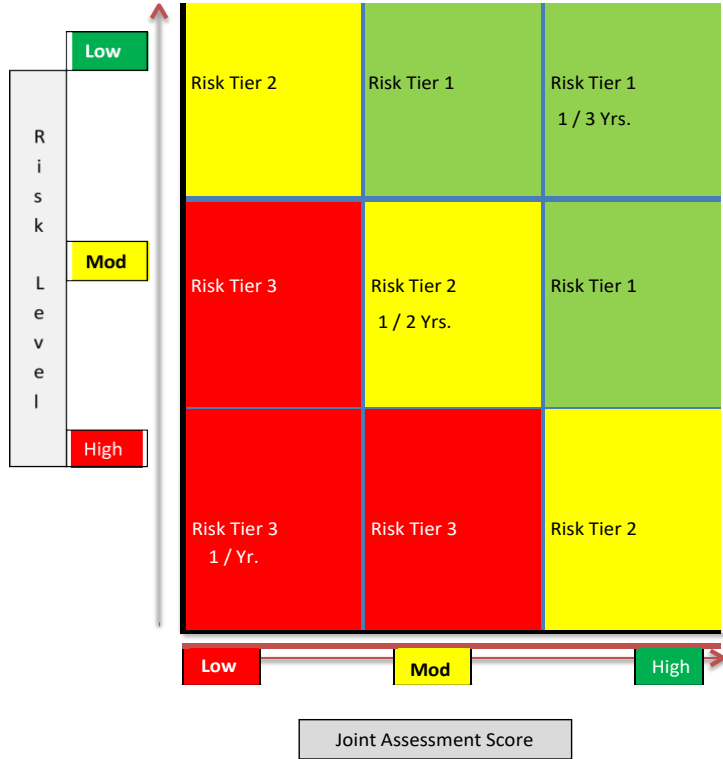 Low
Risk Tier 2
Risk Tier 1
Risk Tier 1
1 / 3 Yrs.
Risk Level
Mod
Risk Tier 3
Risk Tier 2
1 / 2 Yrs.
Risk Tier 1
High
Risk Tier 3
1 / Yr.
Risk Tier 3
Risk Tier 2
Low
Mod
High
Joint Assessment Score